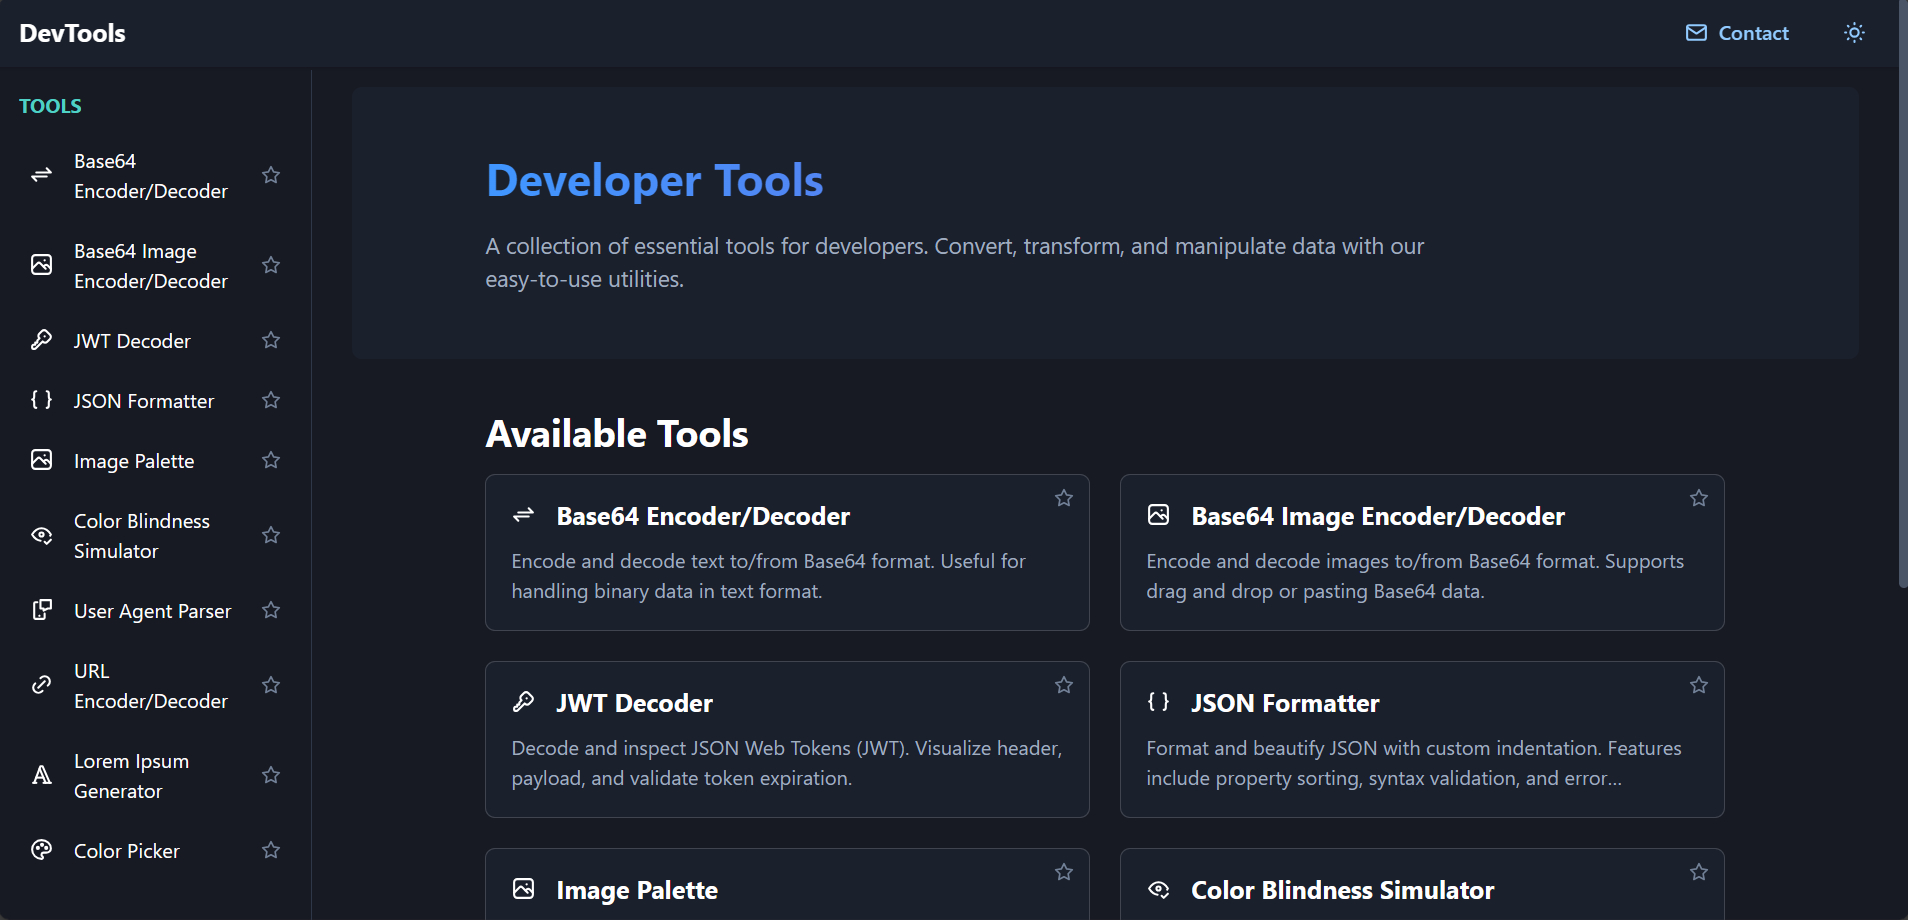 DevTools
Contact
TOOLS
Base64
Encoder/Decoder
Base64 Image
Encoder/Decoder
JWT Decoder
JSON Formatter
Image Palette
Color Blindness
Simulator
User Agent Parser
URL
Encoder/Decoder
Lorem Ipsum
Generator
Color Picker
Developer Tools
A collection of essential tools for developers. Convert, transform, and manipulate data with our
easy-to-use utilities.
Available Tools
Base64 Encoder/Decoder
Encode and decode text to/from Base64 format. Useful for
handling binary data in text format.
Base64 Image Encoder/Decoder
Encode and decode images to/from Base64 format. Supports
drag and drop or pasting Base64 data.
JWT Decoder
Decode and inspect JSON Web Tokens (JWT). Visualize header,
payload, and validate token expiration.
JSON Formatter
Format and beautify JSON with custom indentation. Features
include property sorting, syntax validation, and error...
Image Palette
Color Blindness Simulator